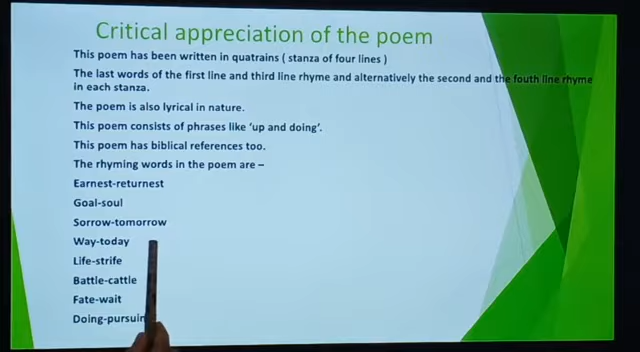 Critical appreciation of the poem
This poem has been written in quatrains ( stanza of four lines )
The last words of the first line and third line rhyme and alternatively the second and the fouth line rhyme
in each stanza.
The poem is also lyrical in nature.
This poem consists of phrases like 'up and doing'.
This poem has biblical references too.
The rhyming words in the poem are –
Earnest-returnest
Goal-soul
Sorrow-tomorrow
Way-today
Life-strife
Battle-cattle
Fate-wait
Doing-pursuin